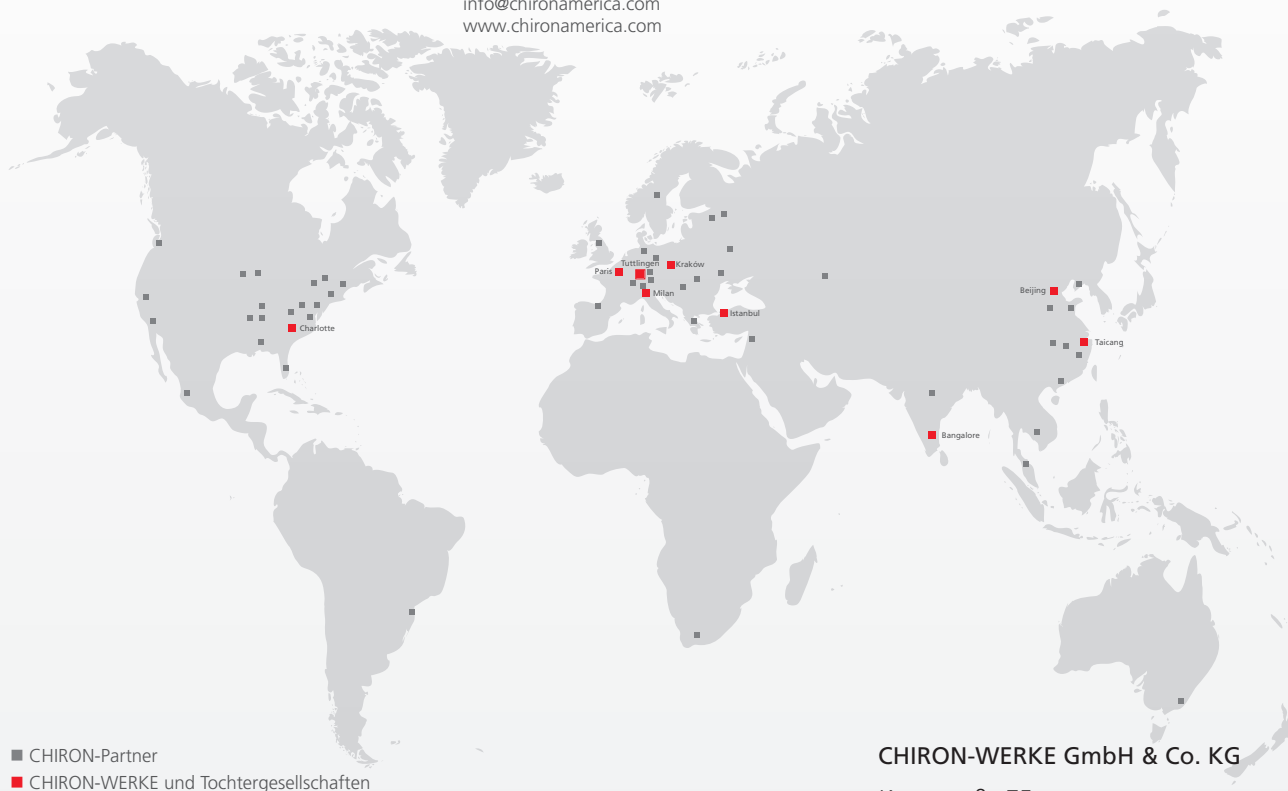 info@chironamerica.com
www.chironamerica.com
Tuttlingen
Kraków
Paris
Milan
Istanbul
Charlotte
Beijing
Taicang
Bangalore
CHIRON-Partner
CHIRON-WERKE und Tochtergesellschaften
CHIRON-WERKE GmbH & Co. KG